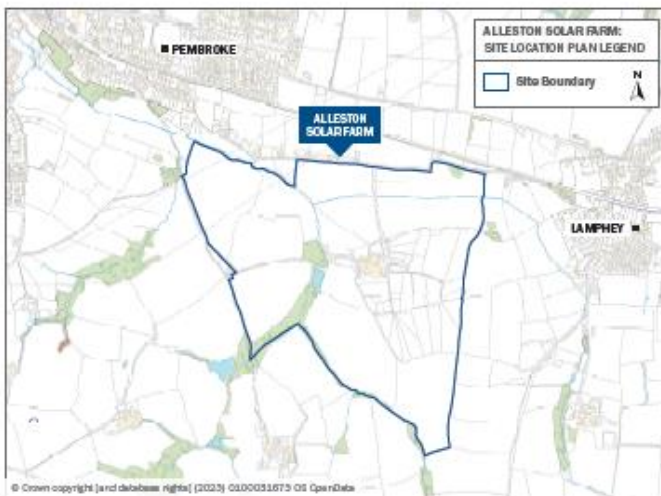 ALLESTON SOLAR FARM:
SITE LOCATION PLAN LEGEND
Site Boundary
N
PEMBROKE
ALLESTON
SOLAR FARM
LAMPHEY
© Crown copyright [and database rights] (2023) 0100031673 OS OpenData